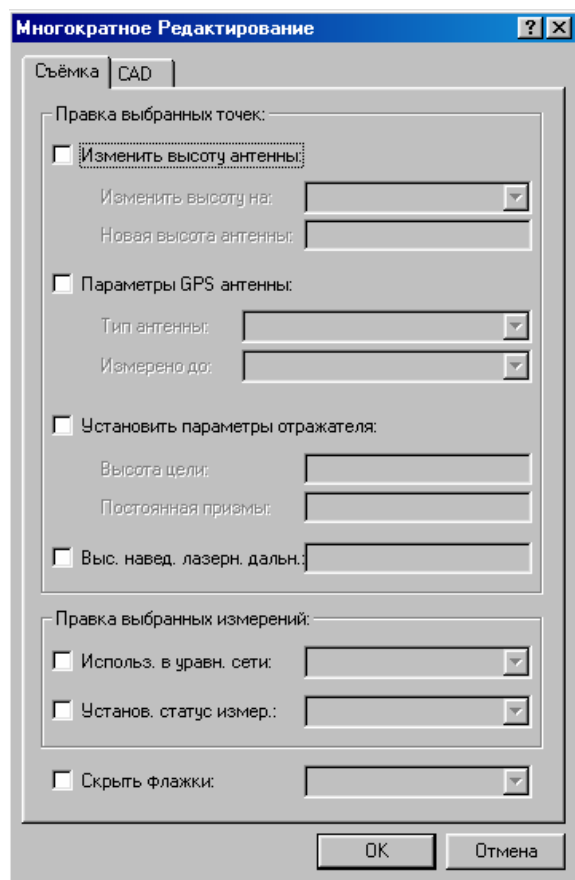 Многократное Редактирование
Съёмка CAD
Правка выбранных точек:
Изменить высоту антенны:
Изменить высоту на:
Новая высота антенны:
Параметры GPS антенны:
Тип антенны:
Измерено до:
Установить параметры отражателя:
Высота цели:
Постоянная призмы:
Выс. навед. лазерн. дальн.:
Правка выбранных измерений:
Использ. в уравн. сети:
Установ. статус измер.:
Скрыть флажки:
OK Отмена